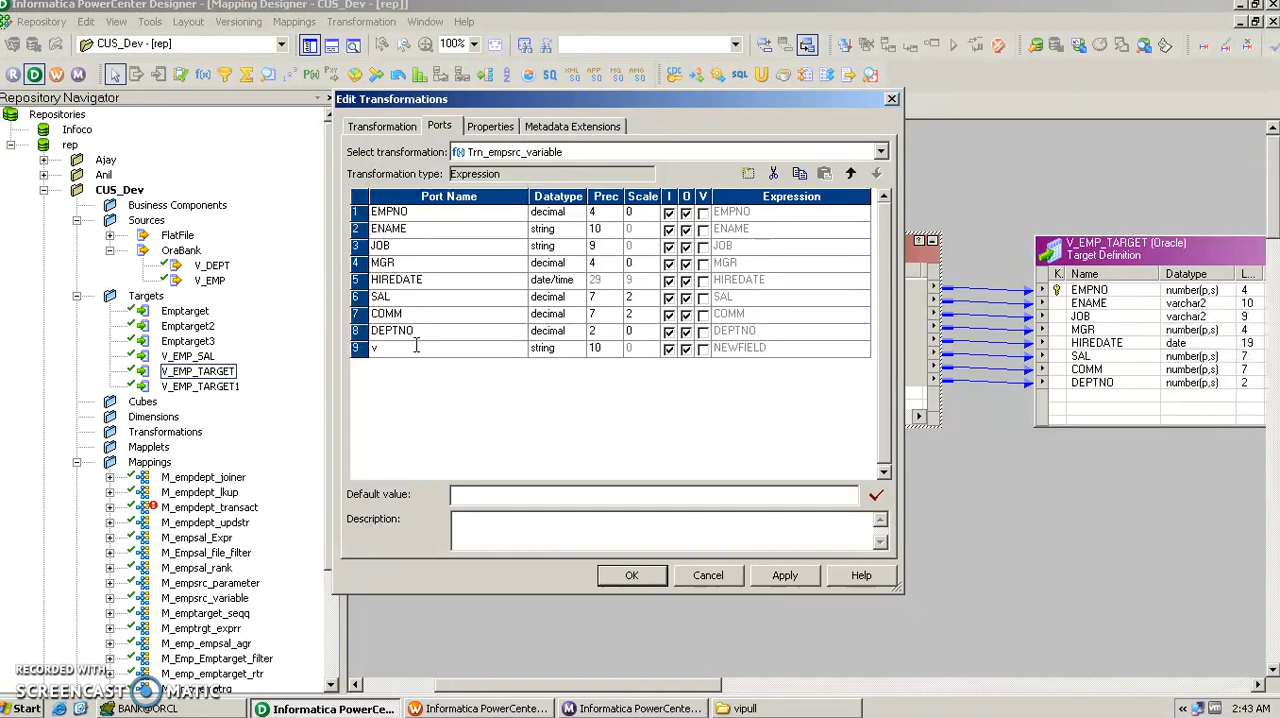 Informatica PowerCenter Designer - [Mapping Designer - CUS_Dev - [rep]]
Repository Edit View Tools Layout Versioning Mappings Transformation Window Help
CUS_Dev - [rep] 100%
Repository Navigator
Repositories
Infoco
rep
Ajay
Anil
CUS_Dev
Business Components
Sources
FlatFile
OraBank
V_DEPT
V_EMP
Targets
Emptarget
Emptarget2
Emptarget3
V_EMP_SAL
V_EMP_TARGET
V_EMP_TARGET1
Cubes
Dimensions
Transformations
Mapplets
Mappings
M_empdept_joiner
M_empdept_lkup
M_empdept_transact
M_empdept_updstr
M_empsal_Expr
M_empsal_file_filter
M_empsal_rank
M_empsrc_parameter
M_empsrc_variable
M_emptarget_seqq
M_emptrgt_exprr
M_emp_empsal_agr
M_Emp_Emptarget_filter
M_emp_emptarget_rtr
Edit Transformations
Transformation Ports Properties Metadata Extensions
Select transformation: f(x) Trn_empsrc_variable
Transformation type: Expression
Port Name Datatype Prec Scale I O V Expression
1 EMPNO decimal 4 0 EMPNO
2 ENAME string 10 0 ENAME
3 JOB string 9 0 JOB
4 MGR decimal 4 0 MGR
5 HIREDATE date/time 29 9 HIREDATE
6 SAL decimal 7 2 SAL
7 COMM decimal 7 2 COMM
8 DEPTNO decimal 2 0 DEPTNO
9 v string 10 0 NEWFIELD
Default value:
Description:
OK Cancel Apply Help
V_EMP_TARGET (Oracle)
Target Definition
K. Name Datatype L...
EMPNO number(p,s) 4
ENAME varchar2 10
JOB varchar2 9
MGR number(p,s) 4
HIREDATE date 19
SAL number(p,s) 7
COMM number(p,s) 7
DEPTNO number(p,s) 2
RECORDED WITH
SCREENCAST MATIC
Start BANK@ORCL Informatica PowerCe... Informatica PowerCente... Informatica PowerCente... vipull 2:43 AM